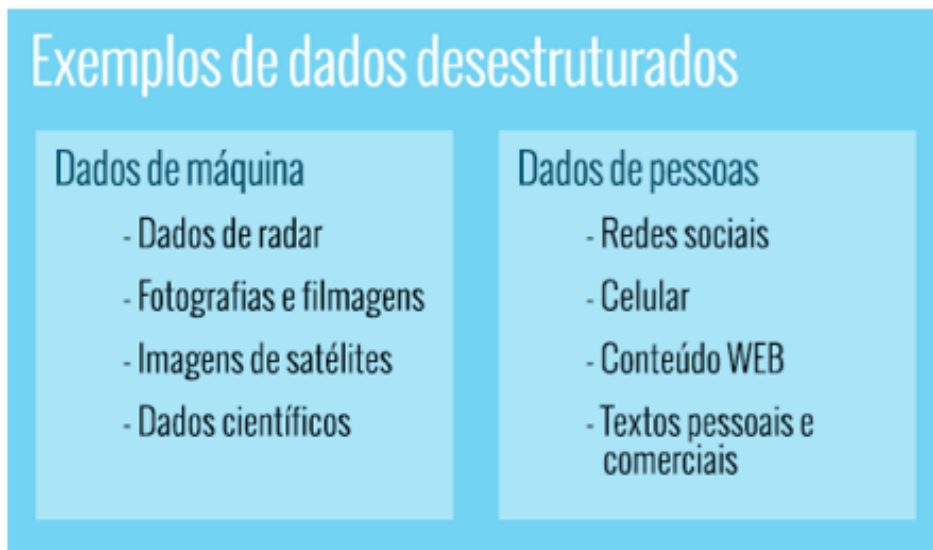 Exemplos de dados desestruturados
Dados de máquina
- Dados de radar
- Fotografias e filmagens
- Imagens de satélites
- Dados científicos
Dados de pessoas
- Redes sociais
- Celular
- Conteúdo WEB
- Textos pessoais e
comerciais